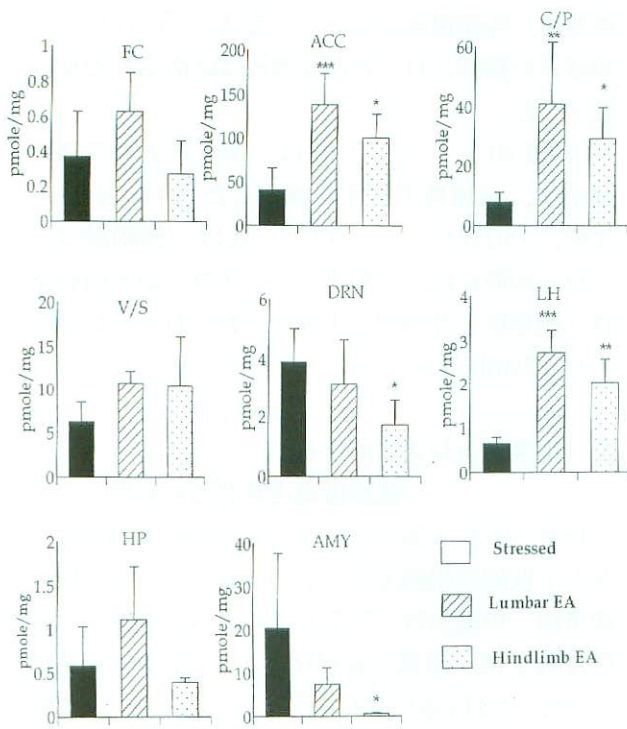 FC
pmole/mg
1
0.8
0.6
0.4
0.2
0
ACC
pmole/mg
200
150
100
50
0
***
*
C/P
pmole/mg
60
40
20
0
**
*
V/S
pmole/mg
20
15
10
5
0
DRN
pmole/mg
6
4
2
0
*
LH
pmole/mg
4
3
2
1
0
***
**
HP
pmole/mg
2
1.5
1
0.5
0
AMY
pmole/mg
40
30
20
10
0
*
Stressed
Lumbar EA
Hindlimb EA